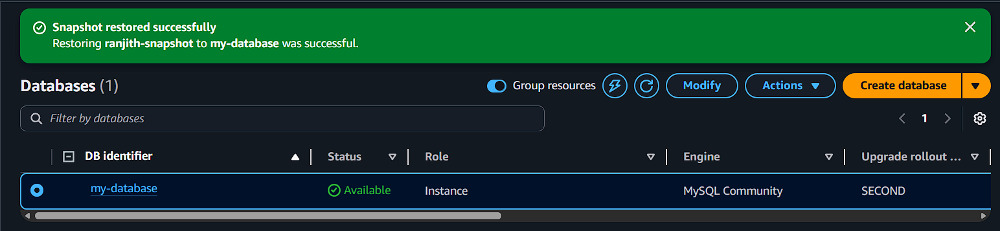 Snapshot restored successfully
Restoring ranjith-snapshot to my-database was successful.
Databases (1)
Group resources
Modify
Actions
Create database
Filter by databases
1
DB identifier
Status
Role
Engine
Upgrade rollout ...
my-database
Available
Instance
MySQL Community
SECOND